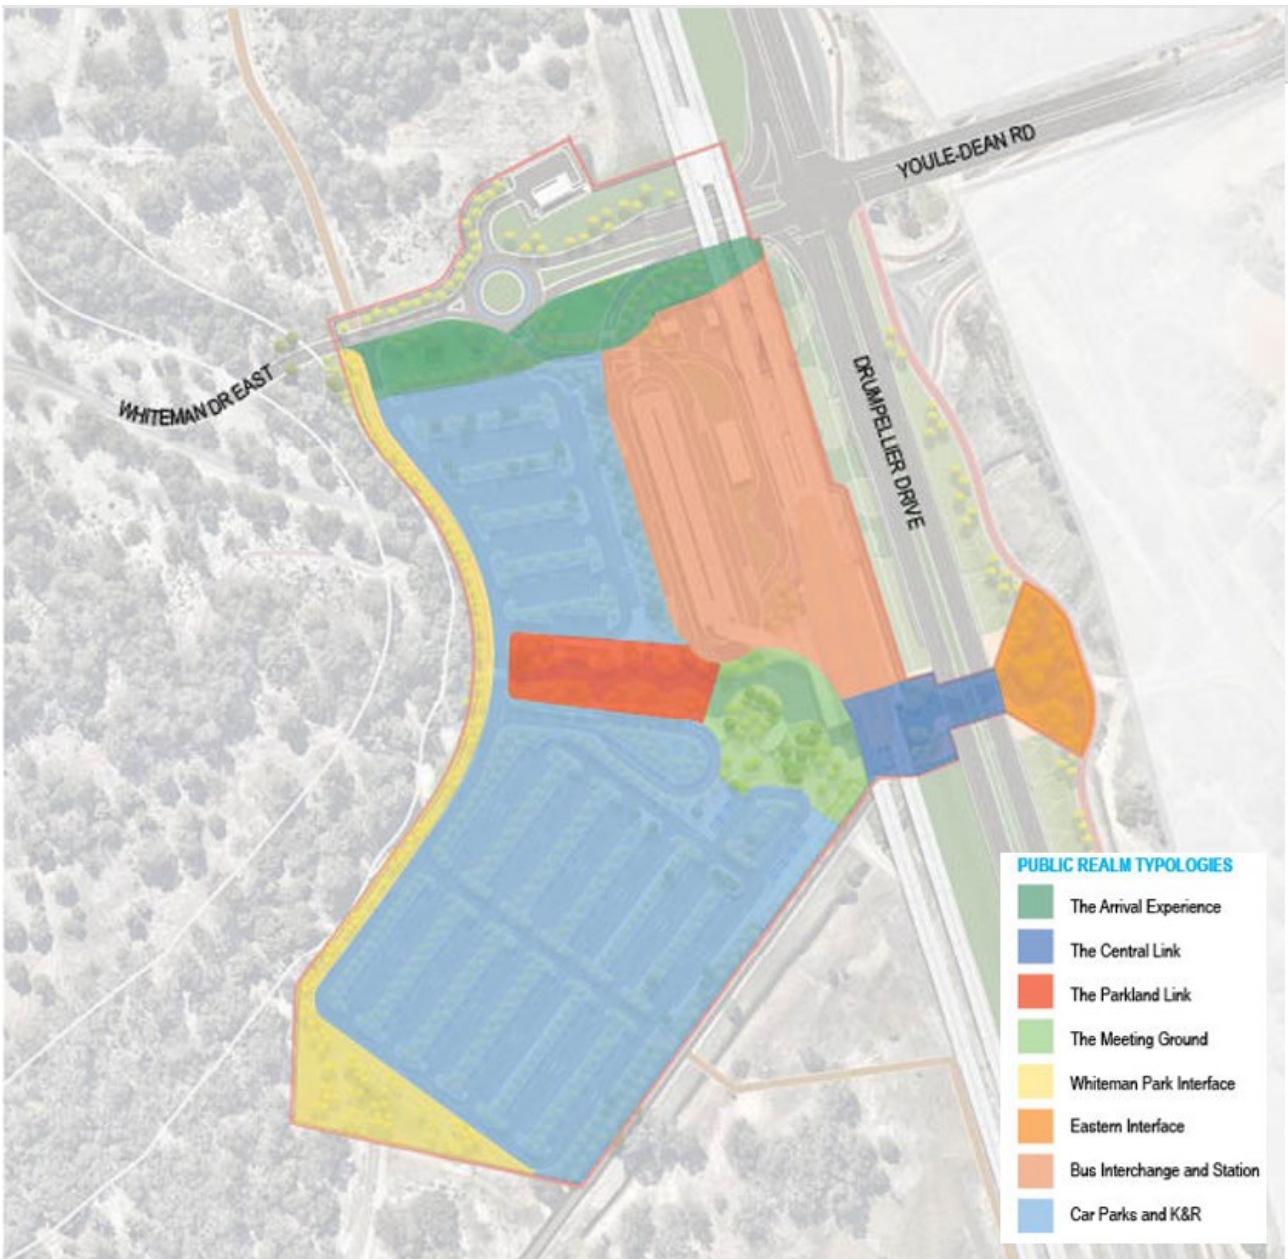 YOULE-DEAN RD
WHITEMAN DR EAST
DRUMPELLIER DRIVE
PUBLIC REALM TYPOLOGIES
The Arrival Experience
The Central Link
The Parkland Link
The Meeting Ground
Whiteman Park Interface
Eastern Interface
Bus Interchange and Station
Car Parks and K&R